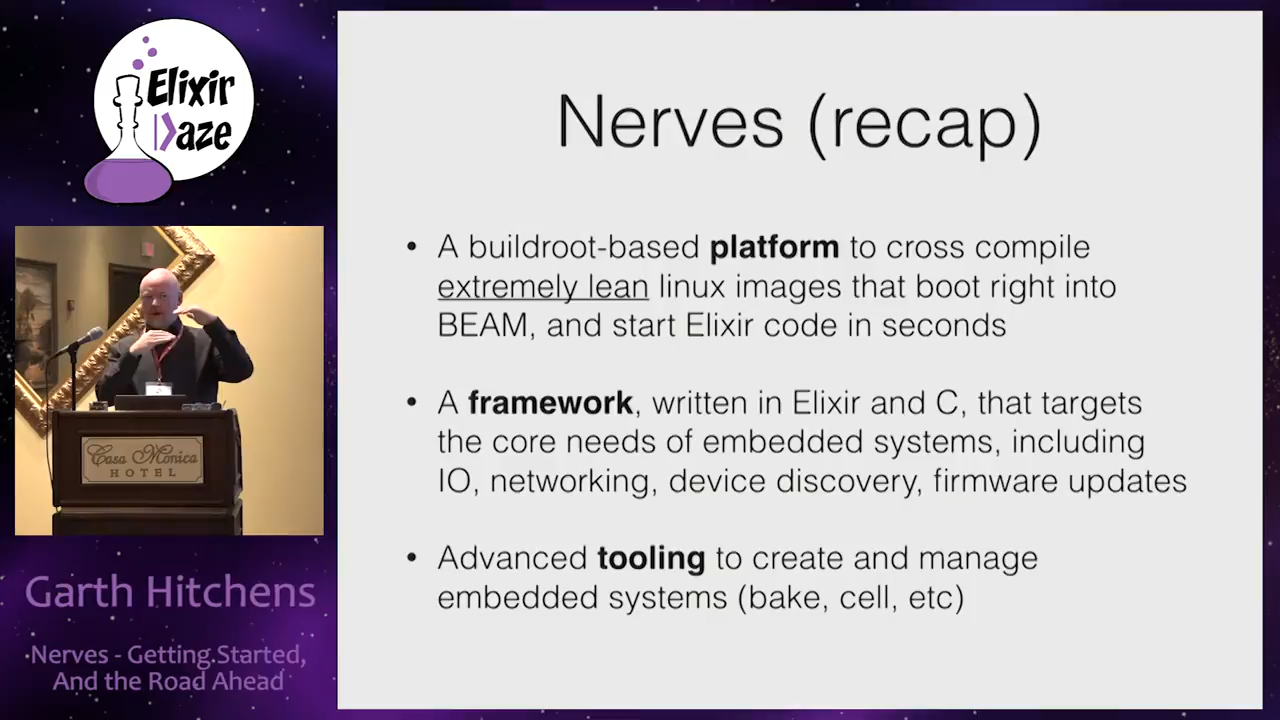 Elixir
Daze
Nerves (recap)
• A buildroot-based platform to cross compile
extremely lean linux images that boot right into
BEAM, and start Elixir code in seconds
• A framework, written in Elixir and C, that targets
the core needs of embedded systems, including
IO, networking, device discovery, firmware updates
• Advanced tooling to create and manage
embedded systems (bake, cell, etc)
Casa Monica
HOTEL
Garth Hitchens
Nerves - Getting Started,
And the Road Ahead